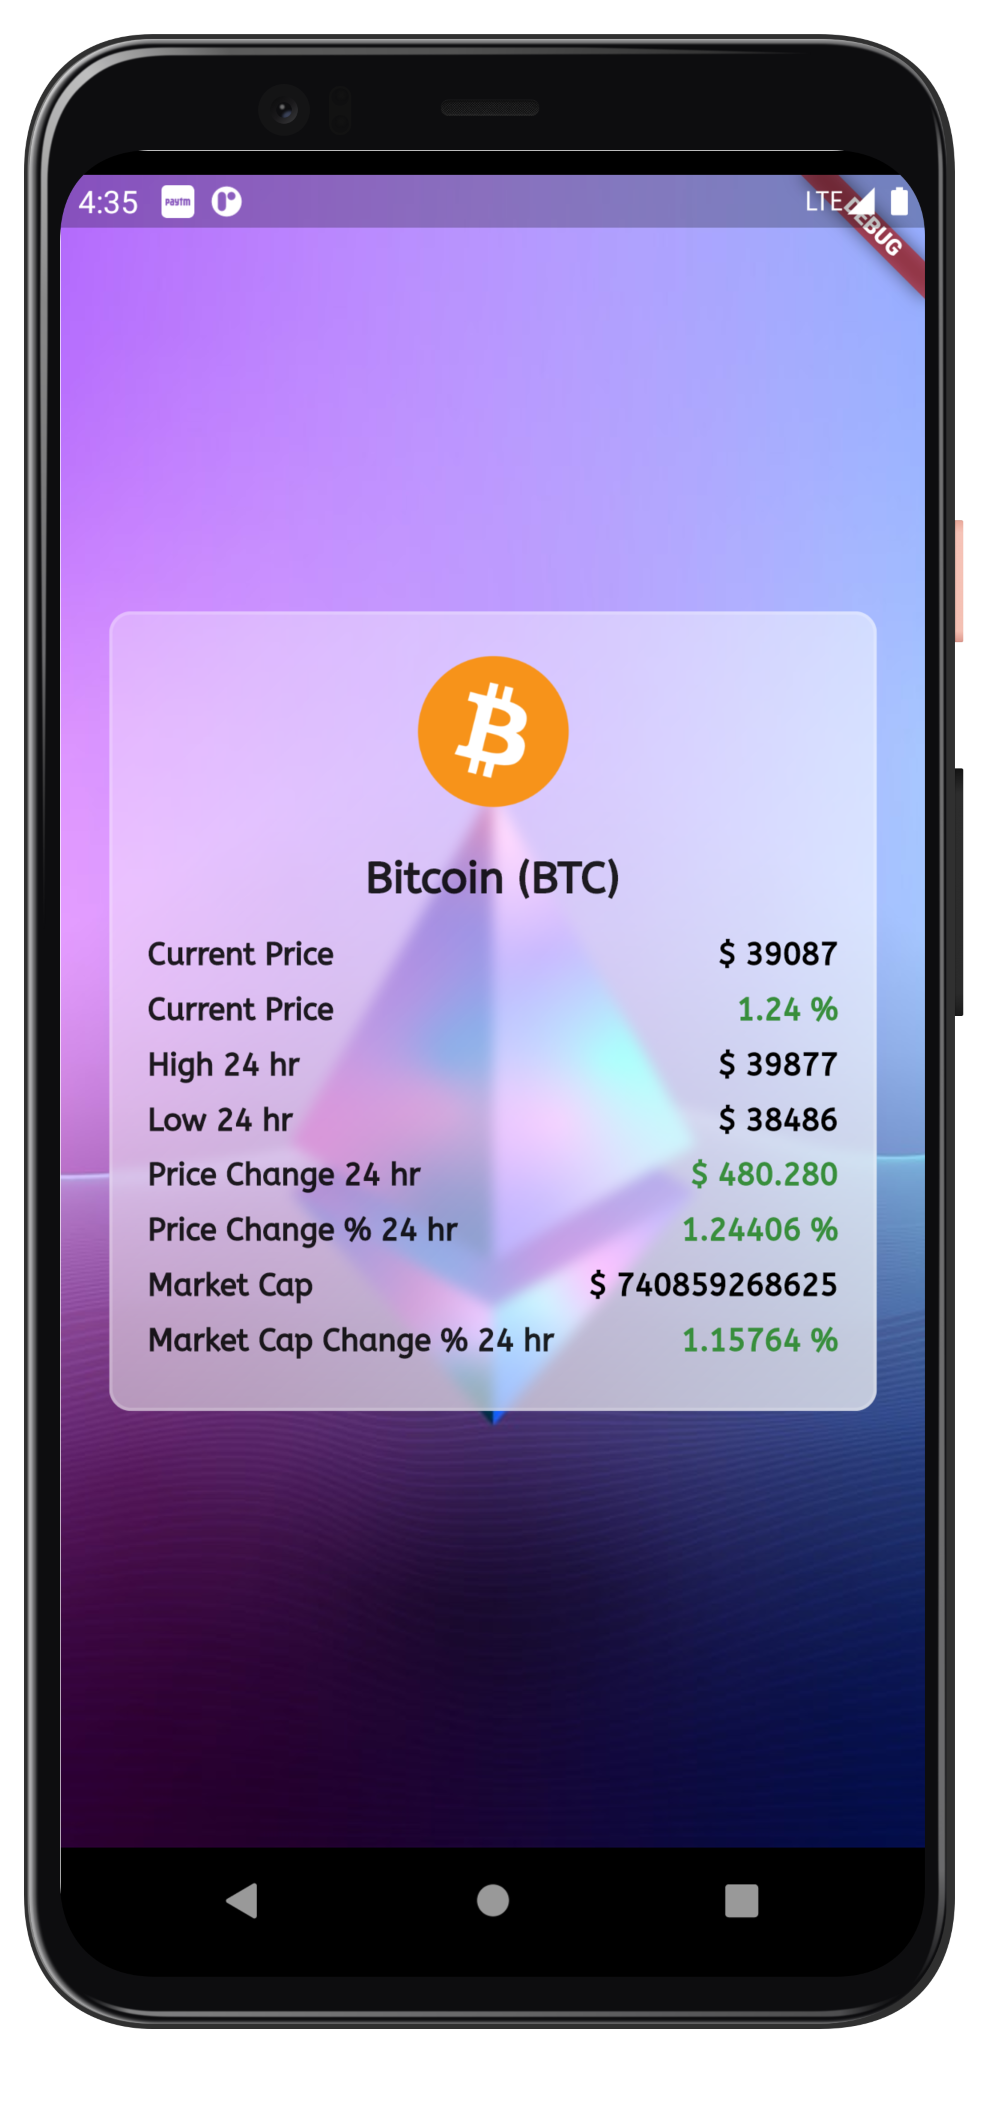 4:35 paytm LTE
DEBUG
Bitcoin (BTC)
Current Price $ 39087
Current Price 1.24 %
High 24 hr $ 39877
Low 24 hr $ 38486
Price Change 24 hr $ 480.280
Price Change % 24 hr 1.24406 %
Market Cap $ 740859268625
Market Cap Change % 24 hr 1.15764 %